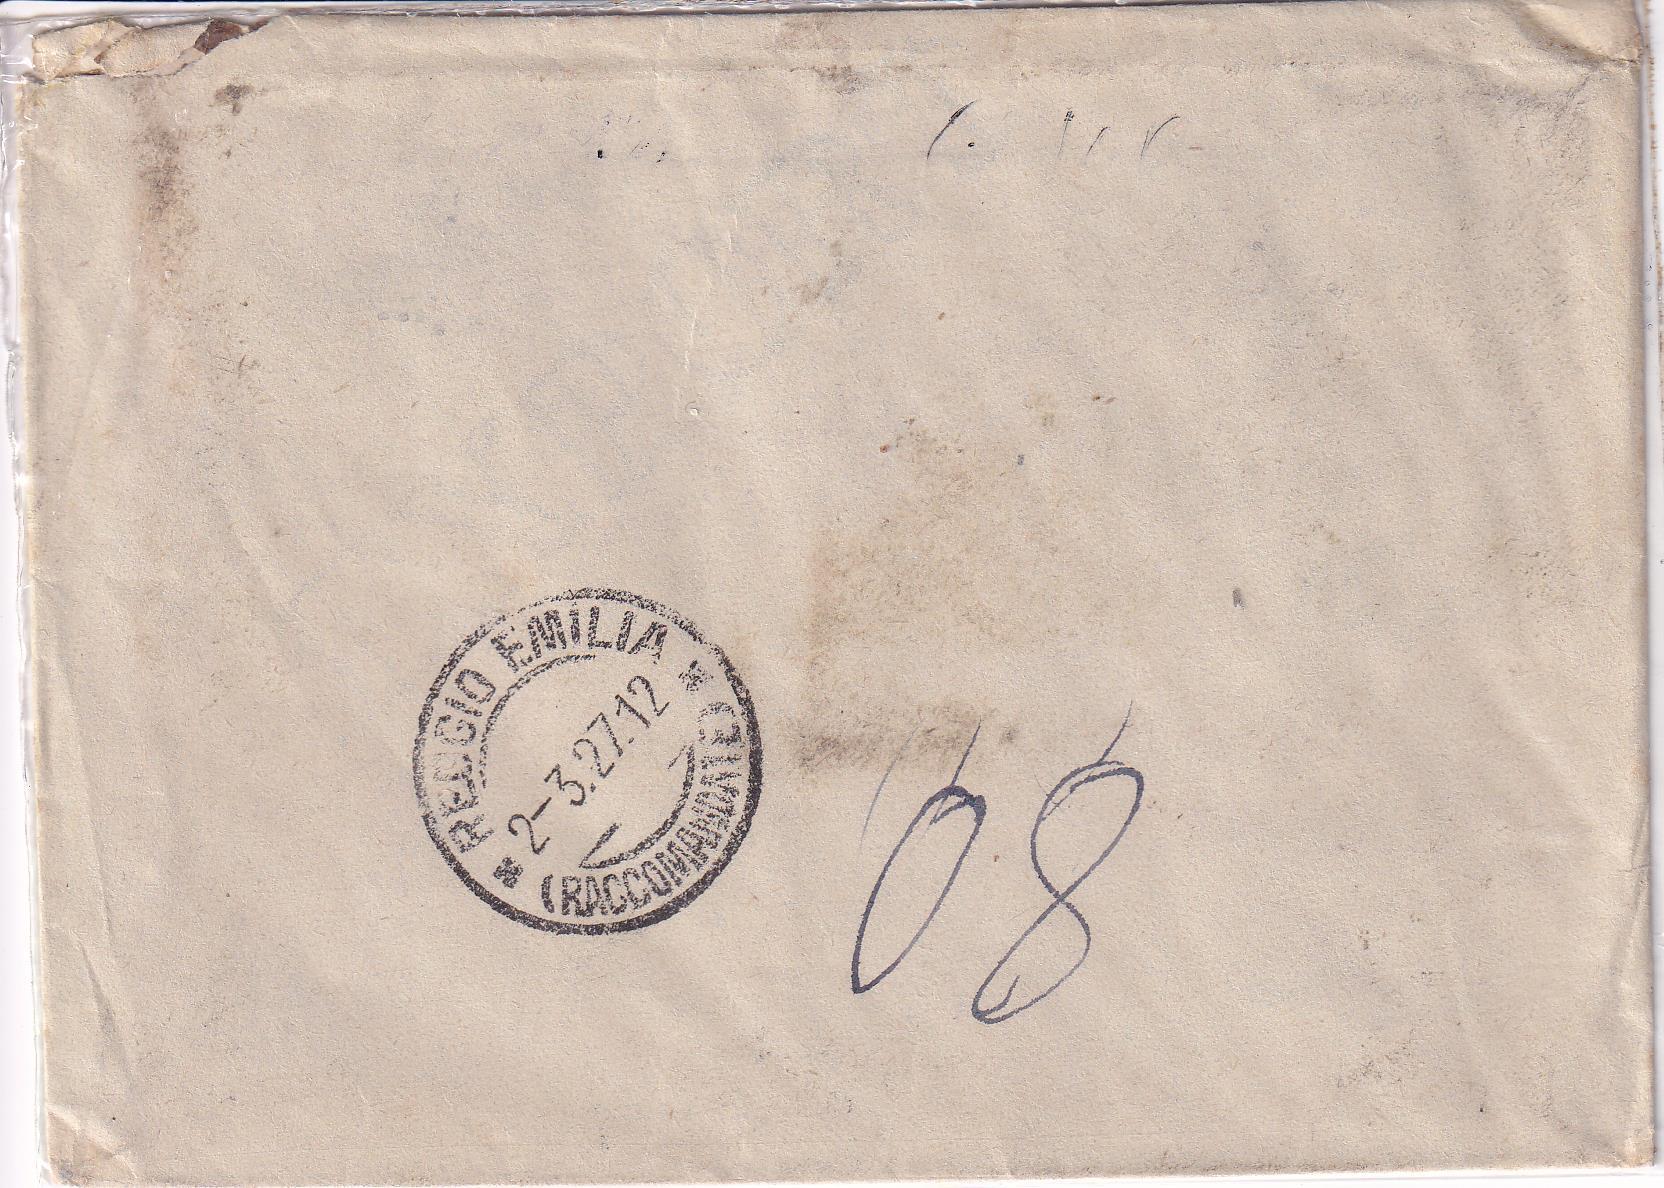 * REGGIO EMILIA *
2-3.27.12
(RACCOMANDATE)
08